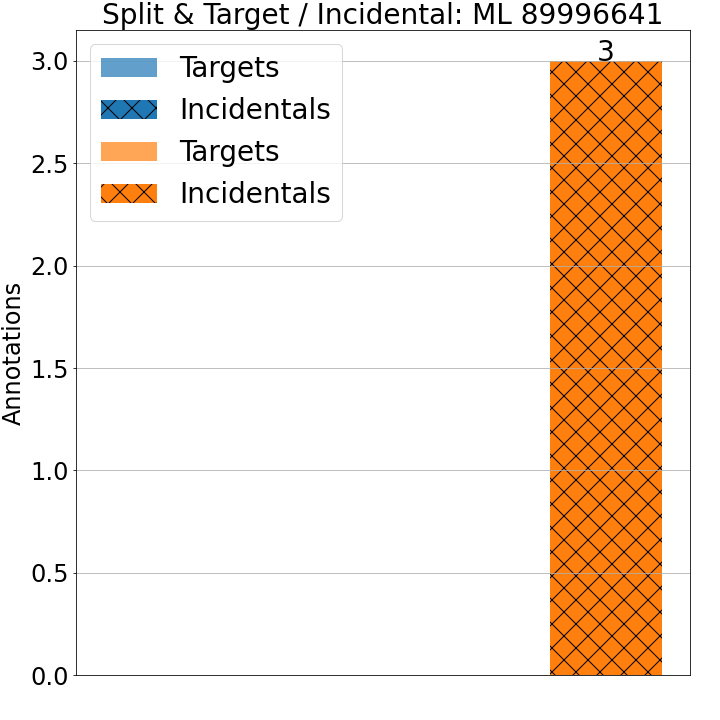 Split & Target / Incidental: ML 89996641
3
3.0
2.5
2.0
1.5
1.0
0.5
0.0
Annotations
Targets
Incidentals
Targets
Incidentals